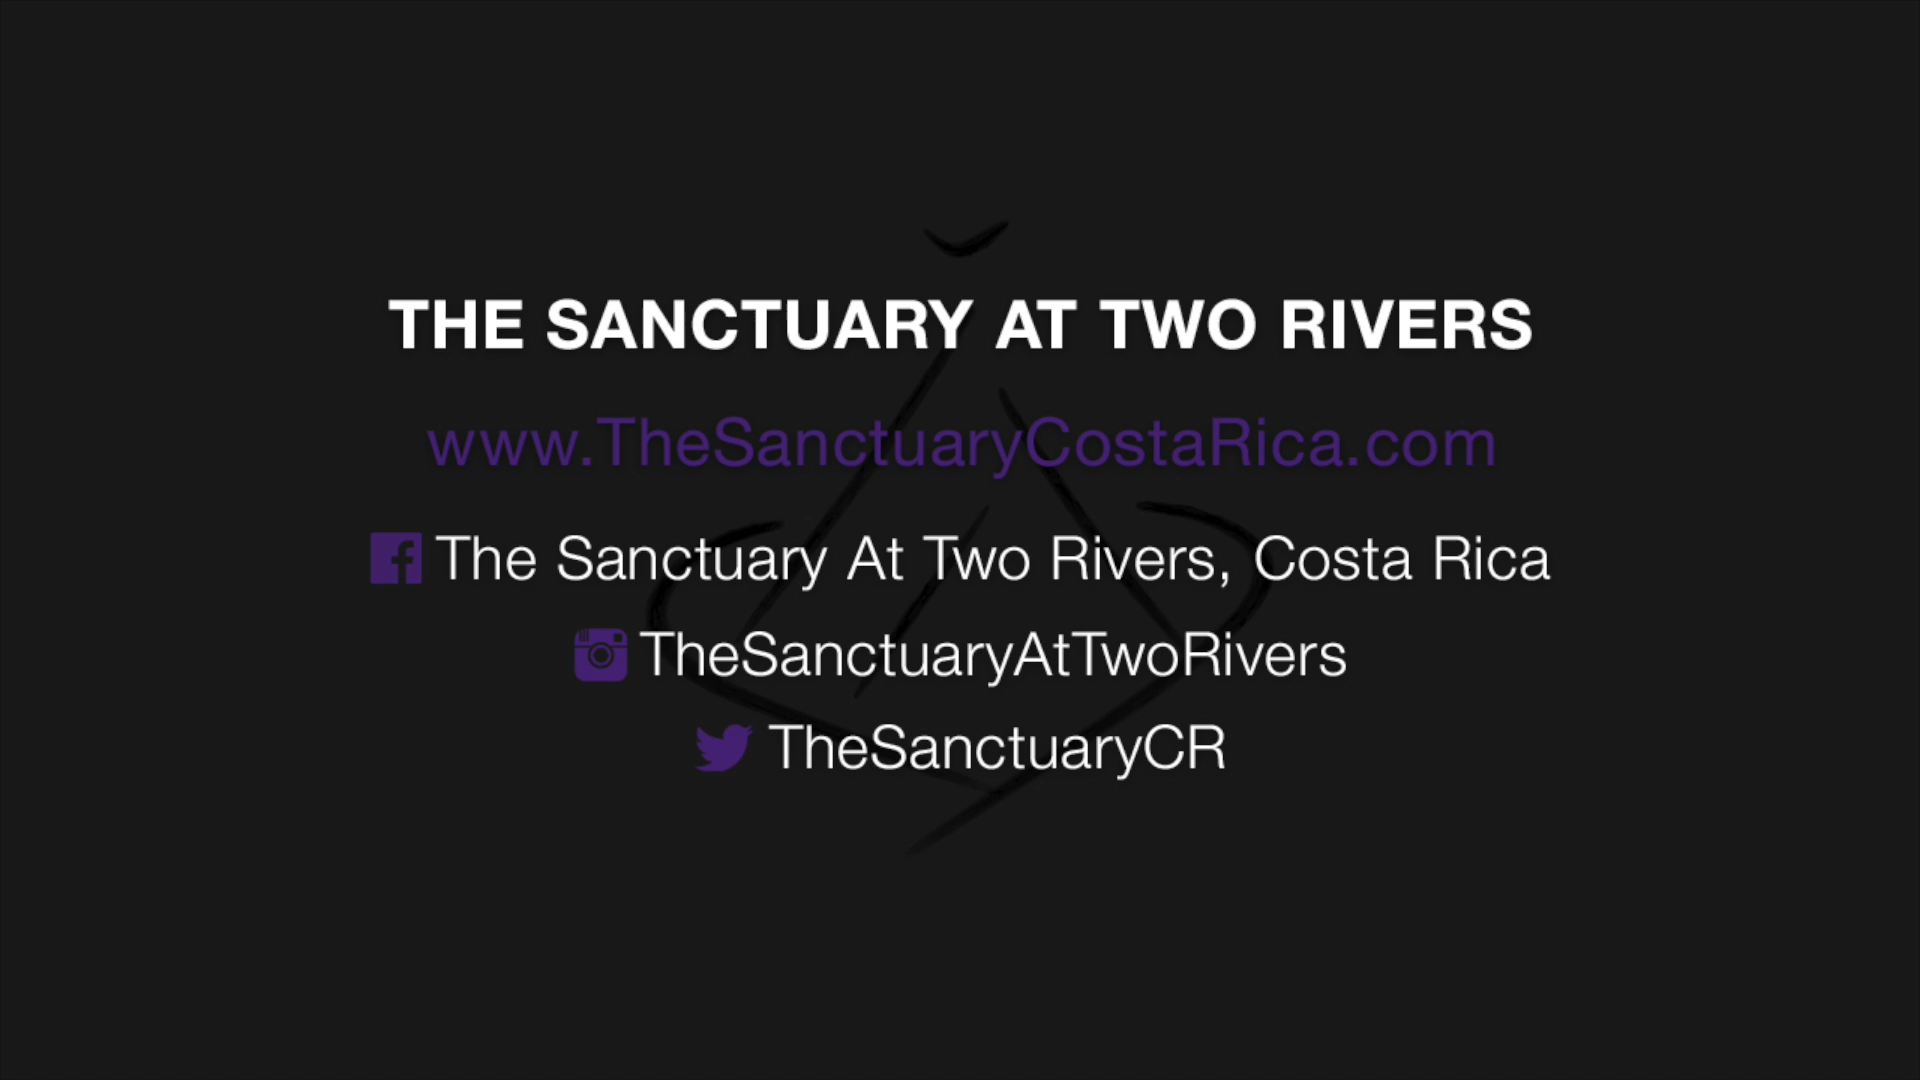 THE SANCTUARY AT TWO RIVERS
www.TheSanctuaryCostaRica.com
The Sanctuary At Two Rivers, Costa Rica
TheSanctuaryAtTwoRivers
TheSanctuaryCR